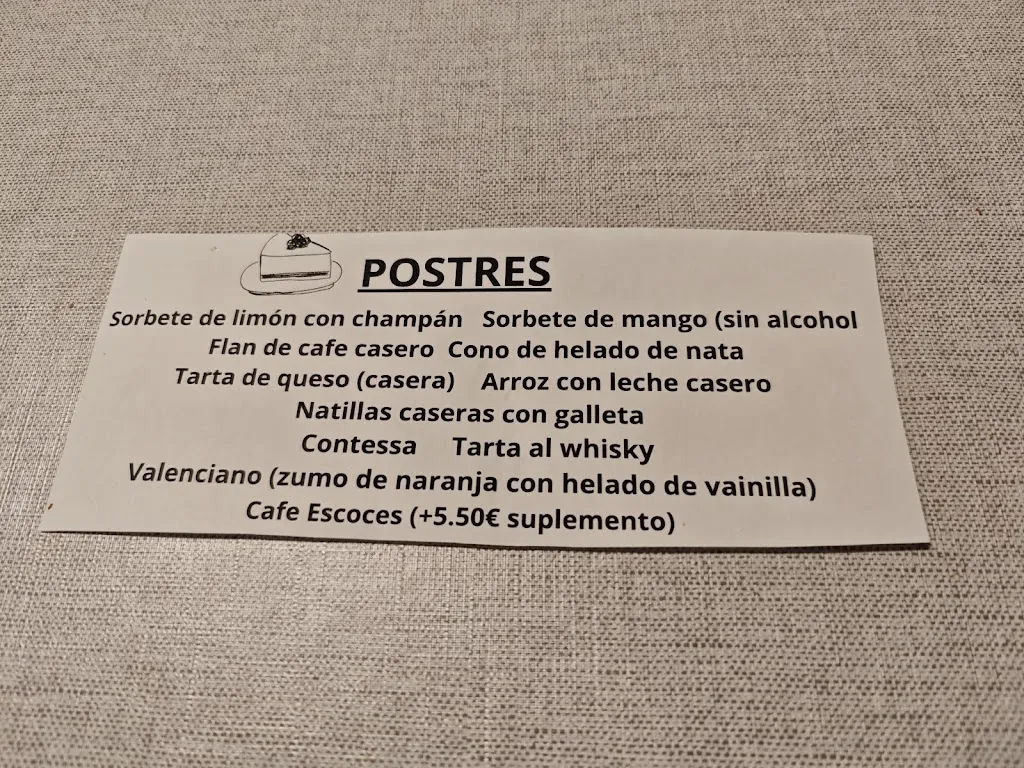 POSTRES
Sorbete de limón con champán Sorbete de mango (sin alcohol
Flan de cafe casero Cono de helado de nata
Tarta de queso (casera) Arroz con leche casero
Natillas caseras con galleta
Contessa Tarta al whisky
Valenciano (zumo de naranja con helado de vainilla)
Cafe Escoces (+5.50€ suplemento)